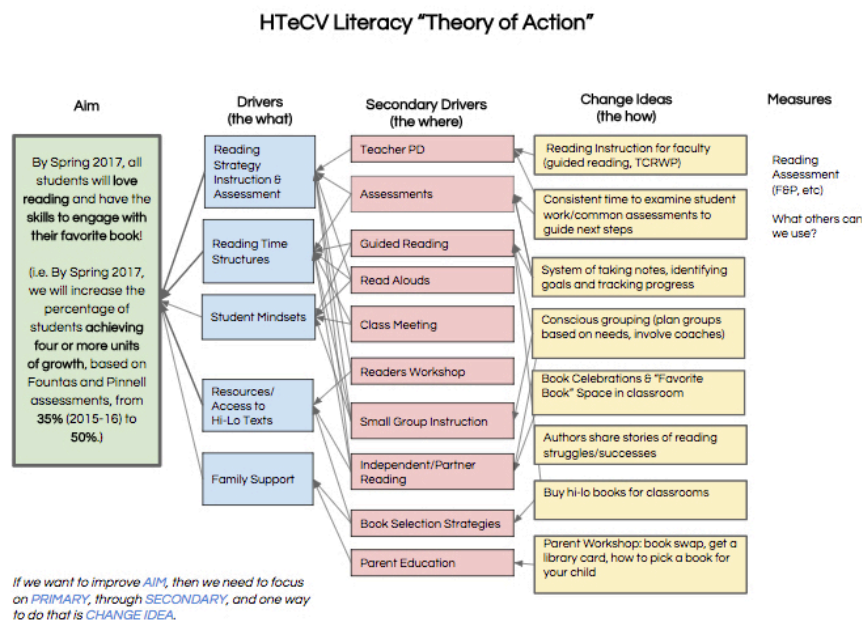 HTeCV Literacy "Theory of Action"
Aim
Drivers
(the what)
Secondary Drivers
(the where)
Change Ideas
(the how)
Measures
By Spring 2017, all
students will love
reading and have the
skills to engage with
their favorite book!
(i.e. By Spring 2017,
we will increase the
percentage of
students achieving
four or more units
of growth, based on
Fountas and Pinnell
assessments, from
35% (2015-16) to
50%.)
Reading
Strategy
Instruction &
Assessment
Reading Time
Structures
Student Mindsets
Resources/
Access to
Hi-Lo Texts
Family Support
Teacher PD
Assessments
Guided Reading
Read Alouds
Class Meeting
Readers Workshop
Small Group Instruction
Independent/Partner
Reading
Book Selection Strategies
Parent Education
Reading Instruction for faculty
(guided reading, TCRWP)
Consistent time to examine student
work/common assessments to
guide next steps
System of taking notes, identifying
goals and tracking progress
Conscious grouping (plan groups
based on needs, involve coaches)
Book Celebrations & "Favorite
Book" Space in classroom
Authors share stories of reading
struggles/successes
Buy hi-lo books for classrooms
Parent Workshop: book swap, get a
library card, how to pick a book for
your child
Reading
Assessment
(F&P, etc)
What others can
we use?
If we want to improve AIM, then we need to focus
on PRIMARY, through SECONDARY, and one way
to do that is CHANGE IDEA.